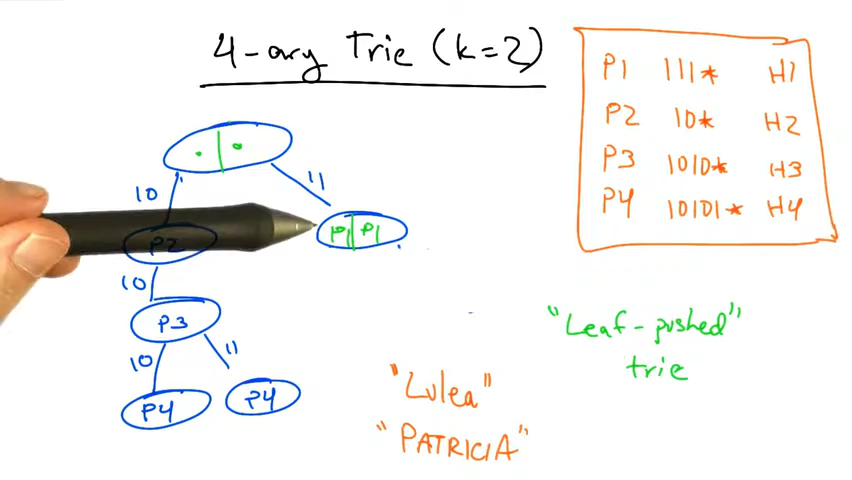 4-ary Trie (k=2)
P1 111* H1
P2 10* H2
P3 1010* H3
P4 10101* H4
10
11
P2
P1 P1
10
P3
10
11
P4
P4
"Leaf-pushed"
trie
"Lulea"
"PATRICIA"